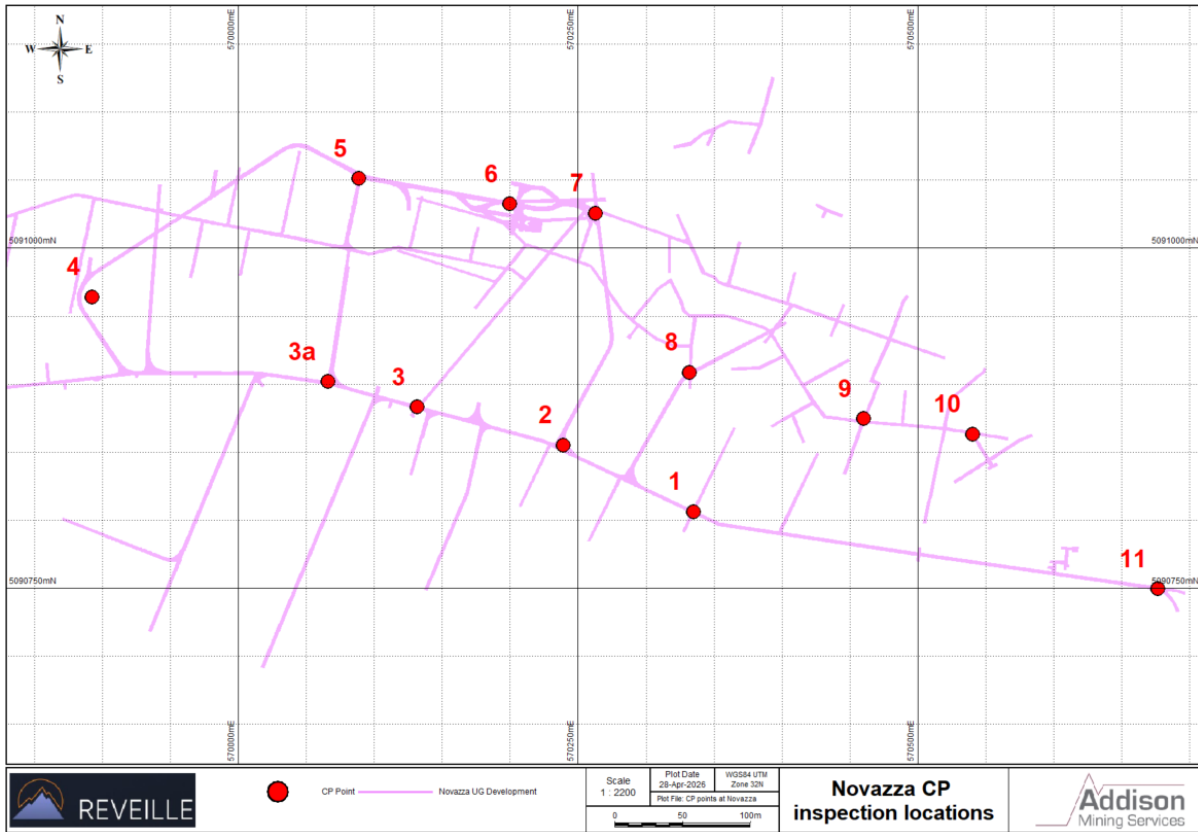 N
W E
S
570000mE
570250mE
570500mE
5
6
7
5091000mN
5091000mN
4
3a
3
8
9
10
2
1
11
5090750mN
5090750mN
570000mE
570250mE
570500mE
REVEILLE
CP Point
Novazza UG Development
Scale
1 : 2200
Plot Date
28-Apr-2026
WGS84 UTM
Zone 32N
Plot File: CP points at Novazza
0 50 100m
Novazza CP
inspection locations
Addison
Mining Services